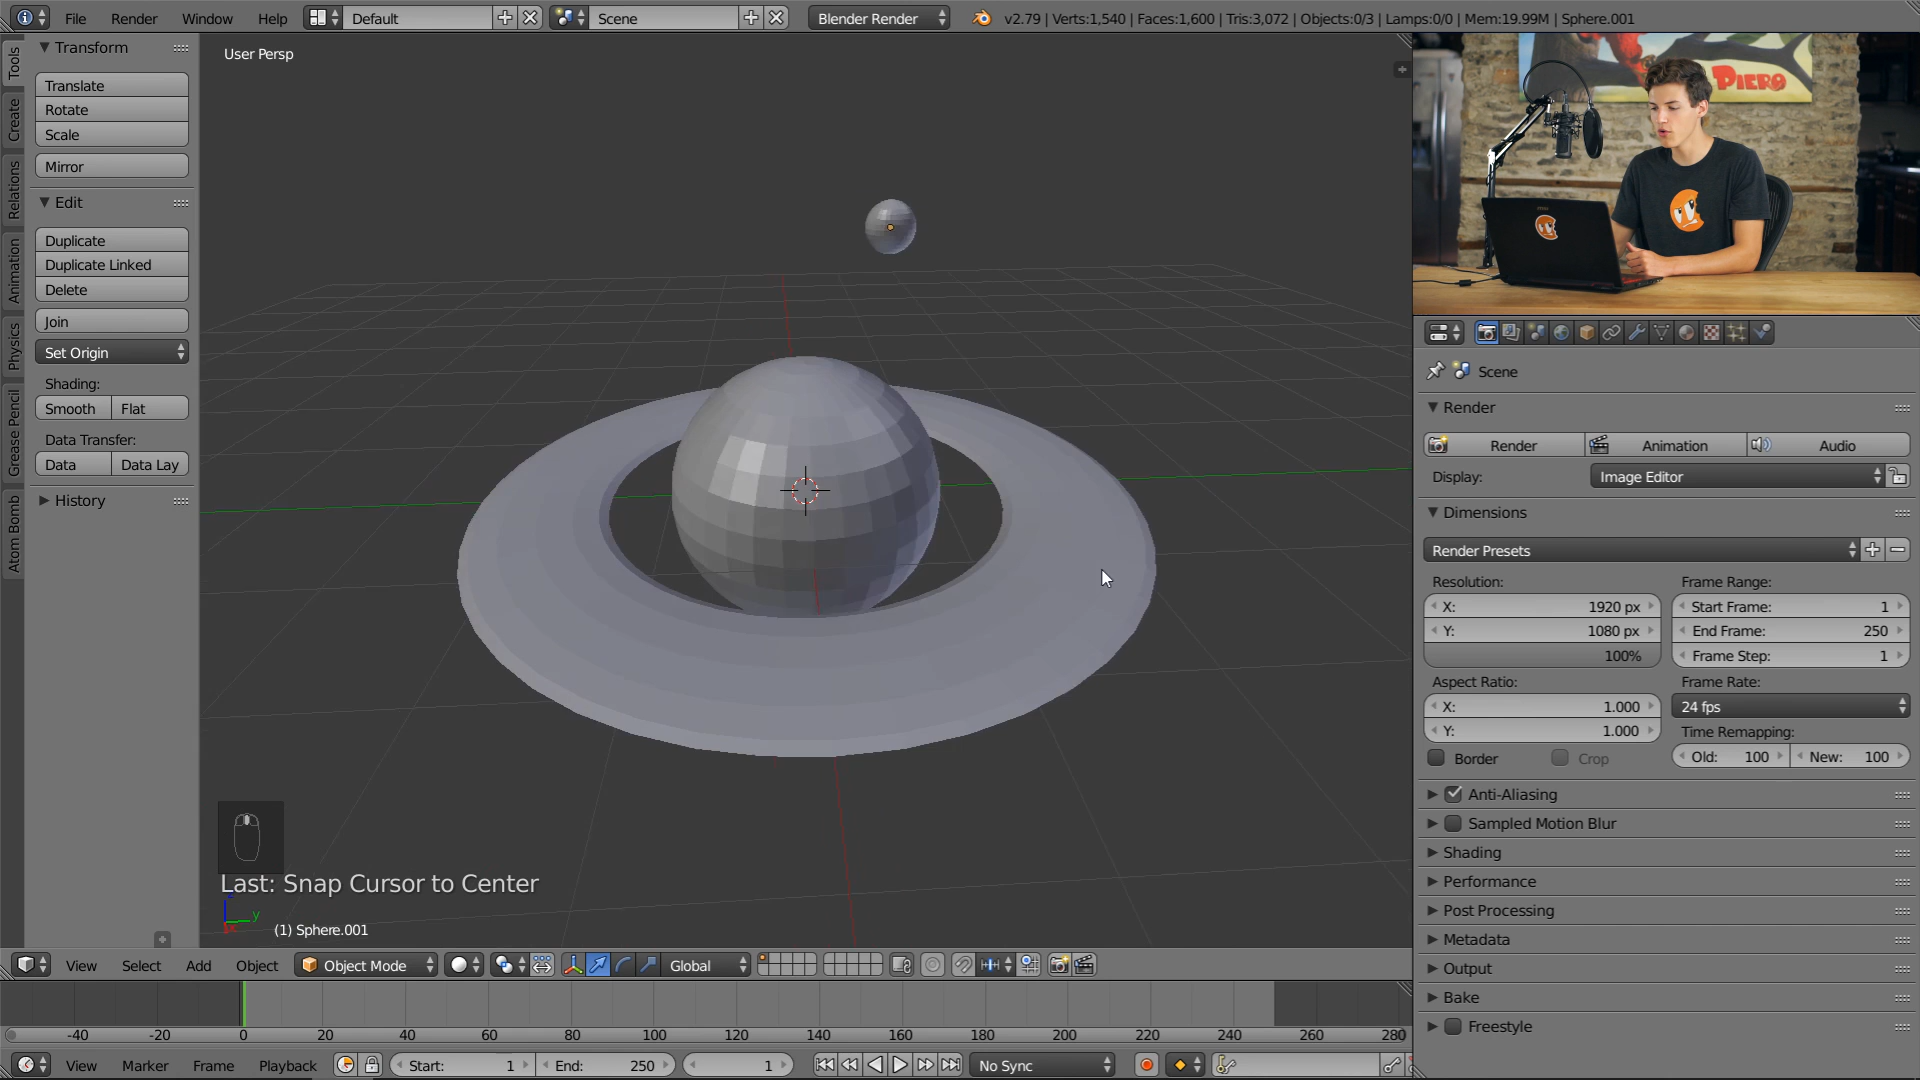 File Render Window Help Default Scene Blender Render v2.79 | Verts:1,540 | Faces:1,600 | Tris:3,072 | Objects:0/3 | Lamps:0/0 | Mem:19.99M | Sphere.001
Tools
Create
Relations
Animation
Physics
Grease Pencil
Atom Bomb
Transform
Translate
Rotate
Scale
Mirror
Edit
Duplicate
Duplicate Linked
Delete
Join
Set Origin
Shading:
Smooth Flat
Data Transfer:
Data Data Lay
History
User Persp
Last: Snap Cursor to Center
y
(1) Sphere.001
PIERO
Scene
Render
Render Animation Audio
Display: Image Editor
Dimensions
Render Presets
Resolution: Frame Range:
X: 1920 px Start Frame: 1
Y: 1080 px End Frame: 250
100% Frame Step: 1
Aspect Ratio: Frame Rate:
X: 1.000 24 fps
Y: 1.000 Time Remapping:
Border Crop Old: 100 New: 100
Anti-Aliasing
Sampled Motion Blur
Shading
Performance
Post Processing
Metadata
Output
Bake
Freestyle
View Select Add Object Object Mode Global
-40 -20 0 20 40 60 80 100 120 140 160 180 200 220 240 260 280
View Marker Frame Playback Start: 1 End: 250 1 No Sync